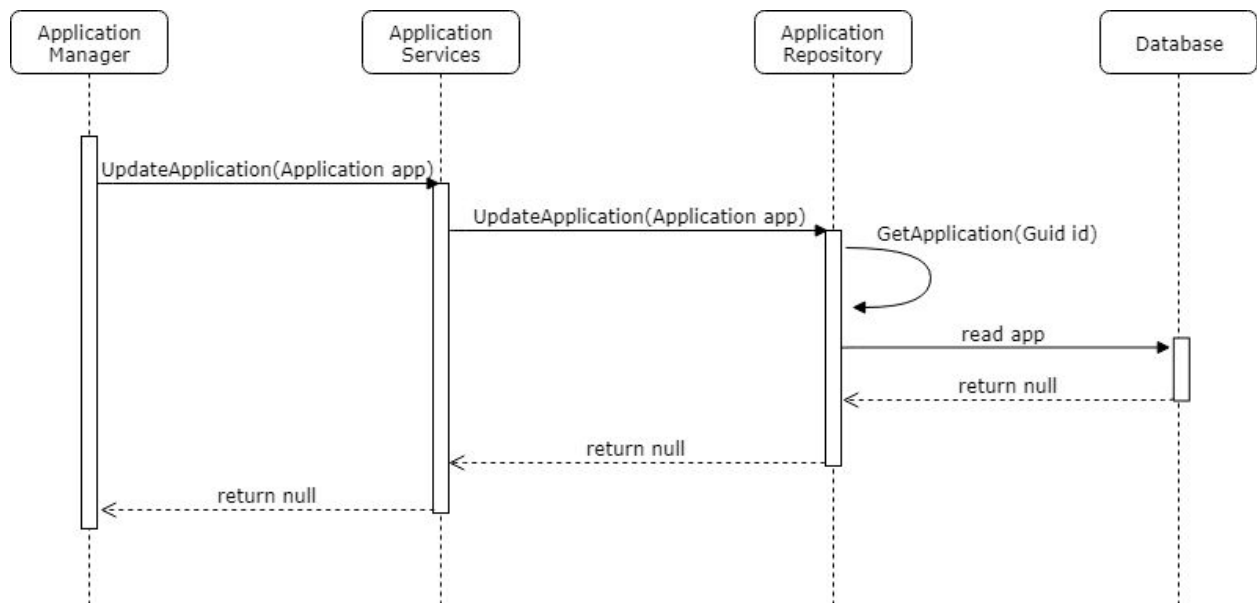 Application
Manager
Application
Services
Application
Repository
Database
UpdateApplication(Application app)
UpdateApplication(Application app)
GetApplication(Guid id)
read app
return null
return null
return null